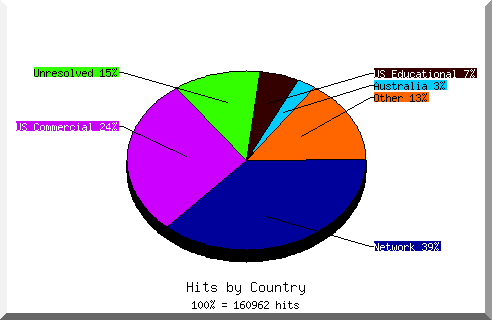 Unresolved 15%
US Educational 7%
Australia 3%
Other 13%
US Commercial 24%
Network 39%
Hits by Country
100% = 160962 hits